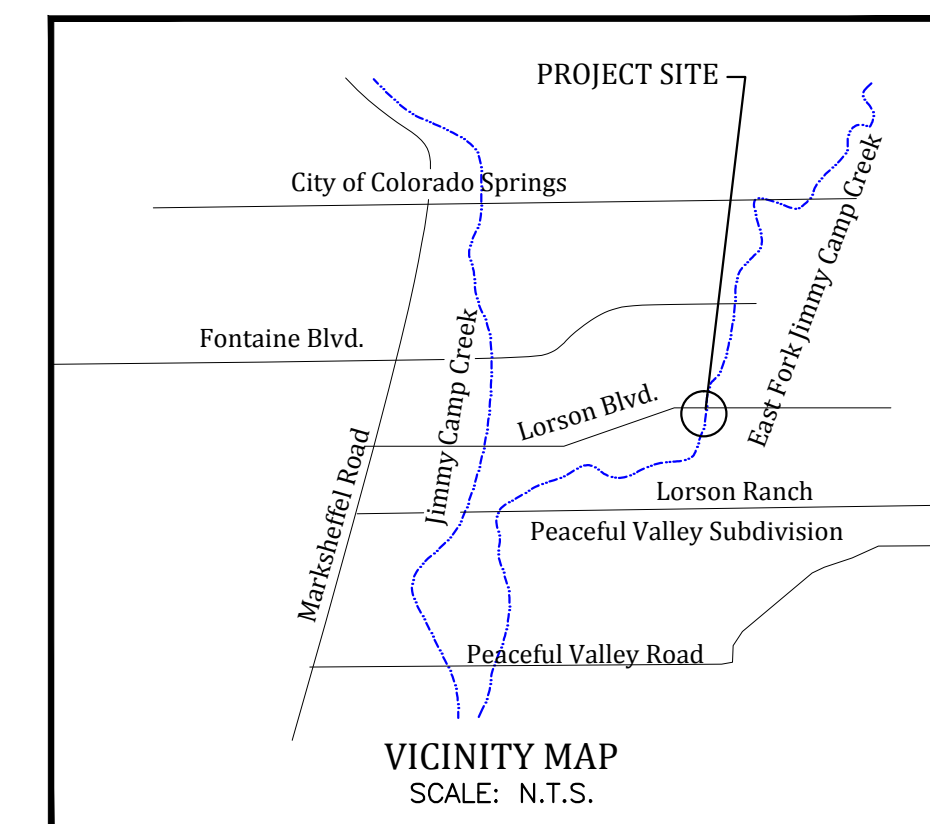 PROJECT SITE
City of Colorado Springs
East Fork Jimmy Camp Creek
Fontaine Blvd.
Jimmy Camp Creek
Lorson Blvd.
Marksheffel Road
Lorson Ranch
Peaceful Valley Subdivision
Peaceful Valley Road
VICINITY MAP
SCALE: N.T.S.